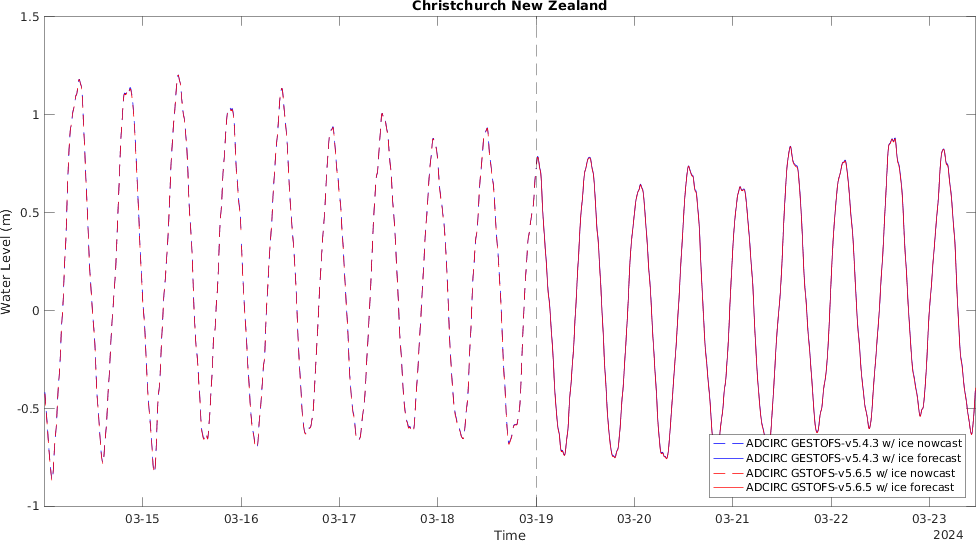 Christchurch New Zealand
1.5
1
0.5
0
-0.5
-1
Water Level (m)
03-15
03-16
03-17
03-18
03-19
03-20
03-21
03-22
03-23
Time
2024
ADCIRC GESTOFS-v5.4.3 w/ ice nowcast
ADCIRC GESTOFS-v5.4.3 w/ ice forecast
ADCIRC GSTOFS-v5.6.5 w/ ice nowcast
ADCIRC GSTOFS-v5.6.5 w/ ice forecast